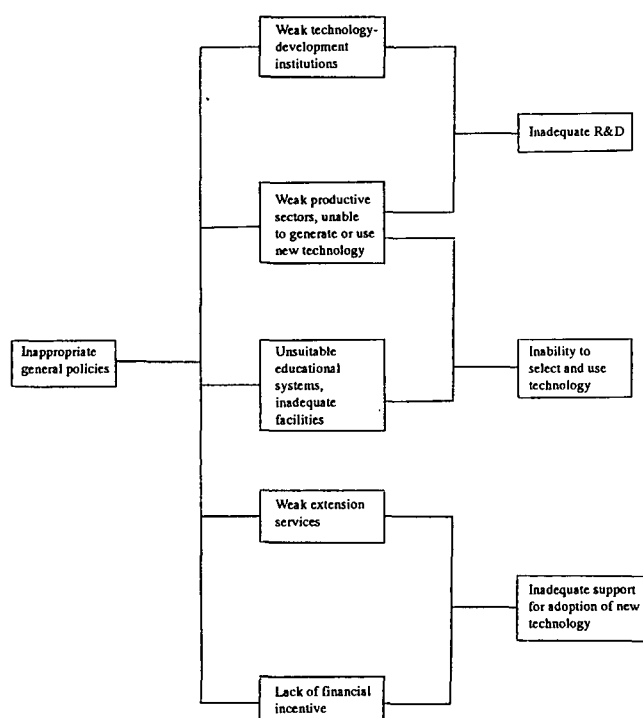 Weak technology-
development
institutions
Inadequate R&D
Weak productive
sectors, unable
to generate or use
new technology
Inappropriate
general policies
Unsuitable
educational
systems,
inadequate
facilities
Inability to
select and use
technology
Weak extension
services
Inadequate support
for adoption of new
technology
Lack of financial
incentive